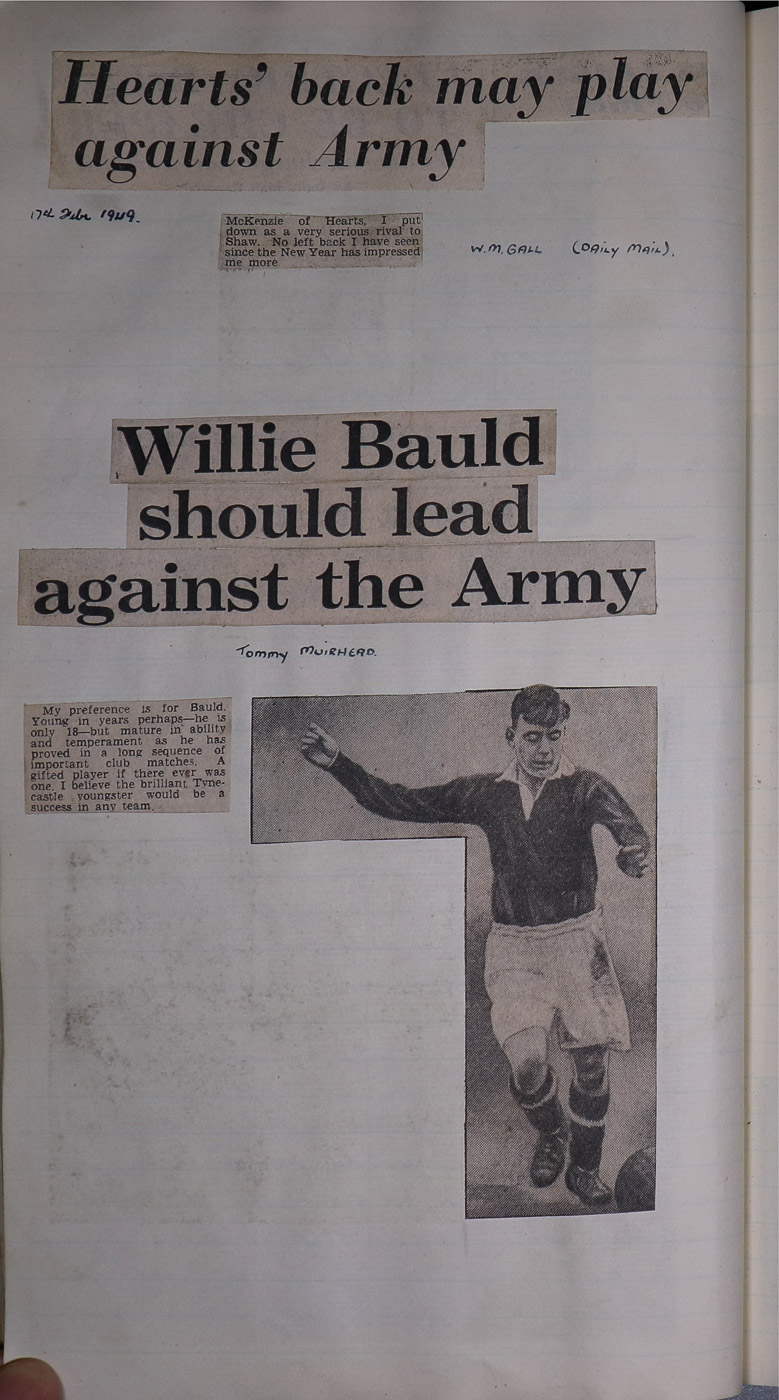 Hearts' back may play
against Army
17th Febr 1949.
McKenzie of Hearts, I put
down as a very serious rival to
Shaw. No left back I have seen
since the New Year has impressed
me more
W.M. GALL (DAILY MAIL).
Willie Bauld
should lead
against the Army
Tommy MUIRHEAD.
My preference is for Bauld.
Young in years perhaps—he is
only 18—but mature in ability
and temperament as he has
proved in a long sequence of
important club matches. A
gifted player if there ever was
one, I believe the brilliant Tyne-
castle youngster would be a
success in any team.